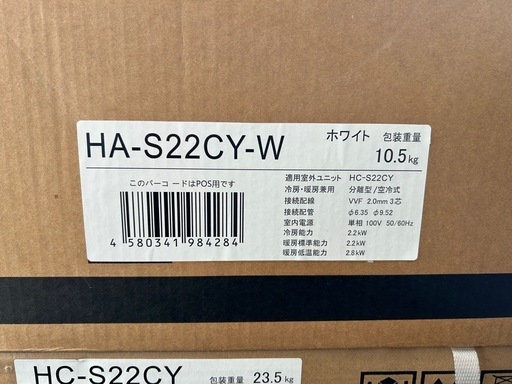 HA-S22CY-W ホワイト 包装重量 10.5kg
このバーコードはPOS用です
4 580341 984284
適用室外ユニット HC-S22CY
冷房・暖房兼用 分離型/空冷式
接続配線 VVF 2.0mm 3芯
接続配管 φ6.35 φ9.52
室内電源 単相 100V 50/60Hz
冷房能力 2.2kW
暖房標準能力 2.2kW
暖房低温能力 2.8kW
HC-S22CY 包装重量 23.5kg